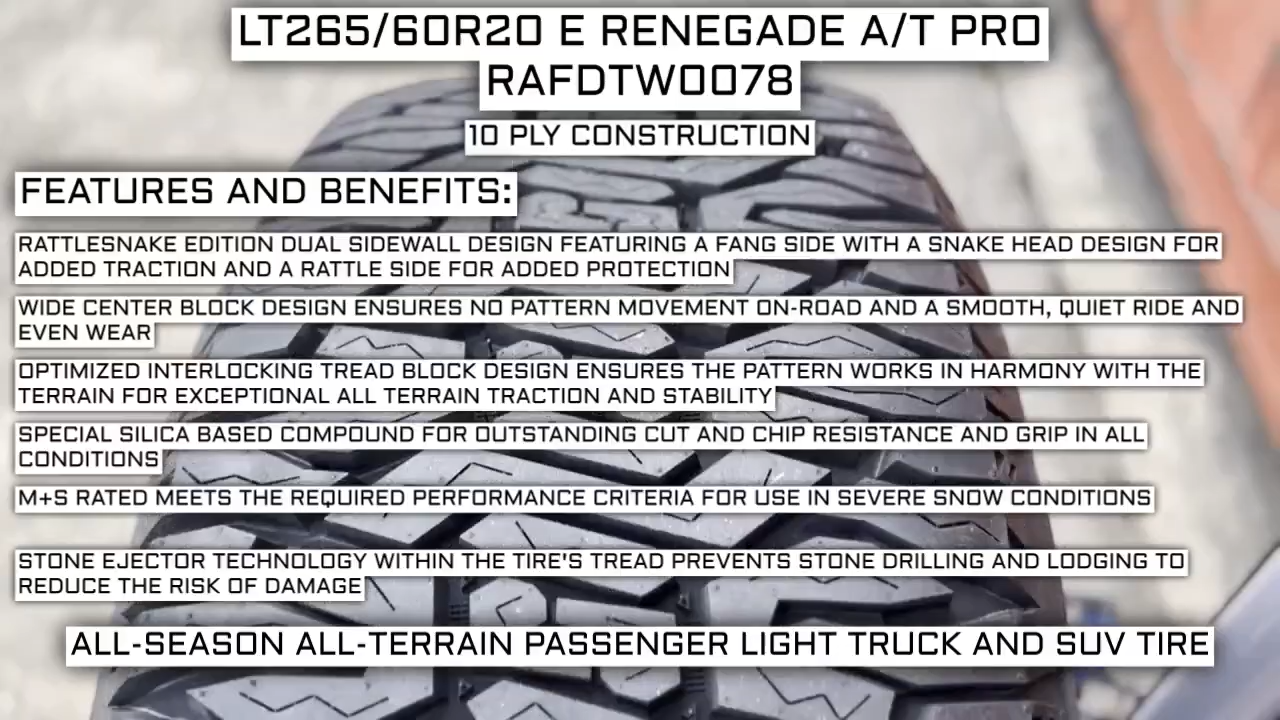 LT265/60R20 E RENEGADE A/T PRO
RAFDTW0078
10 PLY CONSTRUCTION
FEATURES AND BENEFITS:
RATTLESNAKE EDITION DUAL SIDEWALL DESIGN FEATURING A FANG SIDE WITH A SNAKE HEAD DESIGN FOR
ADDED TRACTION AND A RATTLE SIDE FOR ADDED PROTECTION
WIDE CENTER BLOCK DESIGN ENSURES NO PATTERN MOVEMENT ON-ROAD AND A SMOOTH, QUIET RIDE AND
EVEN WEAR
OPTIMIZED INTERLOCKING TREAD BLOCK DESIGN ENSURES THE PATTERN WORKS IN HARMONY WITH THE
TERRAIN FOR EXCEPTIONAL ALL TERRAIN TRACTION AND STABILITY
SPECIAL SILICA BASED COMPOUND FOR OUTSTANDING CUT AND CHIP RESISTANCE AND GRIP IN ALL
CONDITIONS
M+S RATED MEETS THE REQUIRED PERFORMANCE CRITERIA FOR USE IN SEVERE SNOW CONDITIONS
STONE EJECTOR TECHNOLOGY WITHIN THE TIRE'S TREAD PREVENTS STONE DRILLING AND LODGING TO
REDUCE THE RISK OF DAMAGE
ALL-SEASON ALL-TERRAIN PASSENGER LIGHT TRUCK AND SUV TIRE